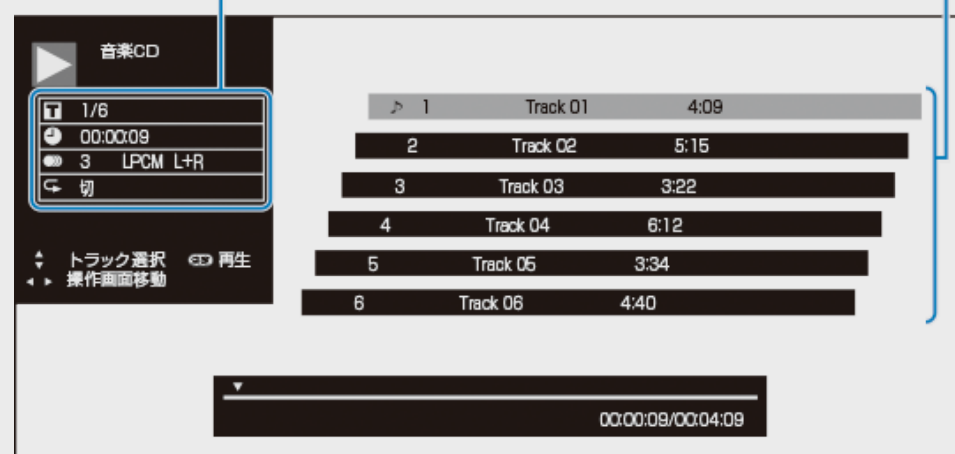 音楽CD
T 1/6
00:00:09
3 LPCM L+R
切
トラック選択 再生
操作画面移動
♪ 1 Track 01 4:09
2 Track 02 5:15
3 Track 03 3:22
4 Track 04 6:12
5 Track 05 3:34
6 Track 06 4:40
00:00:09/00:04:09